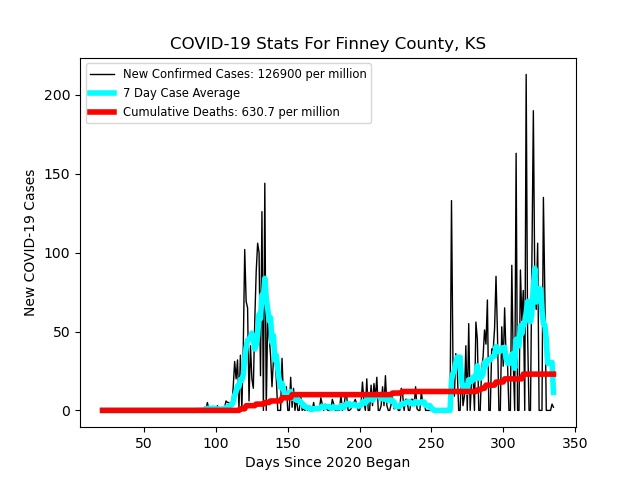 COVID-19 Stats For Finney County, KS
New Confirmed Cases: 126900 per million
7 Day Case Average
Cumulative Deaths: 630.7 per million
New COVID-19 Cases
200
150
100
50
0
50 100 150 200 250 300 350
Days Since 2020 Began